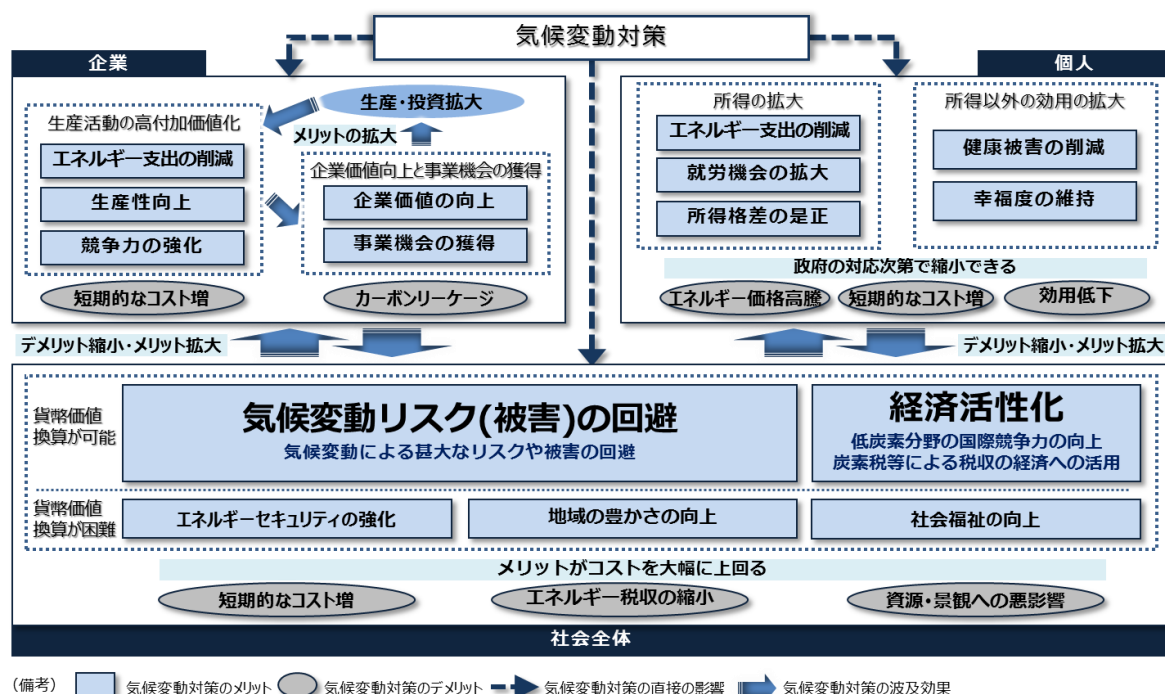 気候変動対策
企業
生産・投資拡大
生産活動の高付加価値化
メリットの拡大
エネルギー支出の削減
生産性向上
競争力の強化
企業価値向上と事業機会の獲得
企業価値の向上
事業機会の獲得
短期的なコスト増
カーボンリーケージ
個人
所得の拡大
エネルギー支出の削減
就労機会の拡大
所得格差の是正
所得以外の効用の拡大
健康被害の削減
幸福度の維持
政府の対応次第で縮小できる
エネルギー価格高騰
短期的なコスト増
効用低下
デメリット縮小・メリット拡大
デメリット縮小・メリット拡大
貨幣価値
換算が可能
気候変動リスク(被害)の回避
気候変動による甚大なリスクや被害の回避
経済活性化
低炭素分野の国際競争力の向上
炭素税等による税収の経済への活用
貨幣価値
換算が困難
エネルギーセキュリティの強化
地域の豊かさの向上
社会福祉の向上
メリットがコストを大幅に上回る
短期的なコスト増
エネルギー税収の縮小
資源・景観への悪影響
社会全体
(備考) 気候変動対策のメリット 気候変動対策のデメリット 気候変動対策の直接の影響 気候変動対策の波及効果